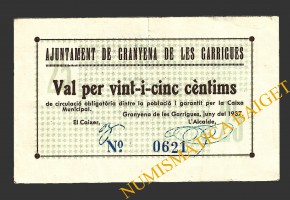 AJUNTAMENT DE GRANYENA DE LES GARRIGUES
Val per vint-i-cinc cèntims
de circulació obligatòria dintre la població i garantit per la Caixa
Municipal.
Granyena de les Garrigues, juny del 1937
El Caixer, L'Alcalde,
Nº 0621
NUMISMATICA PAGET